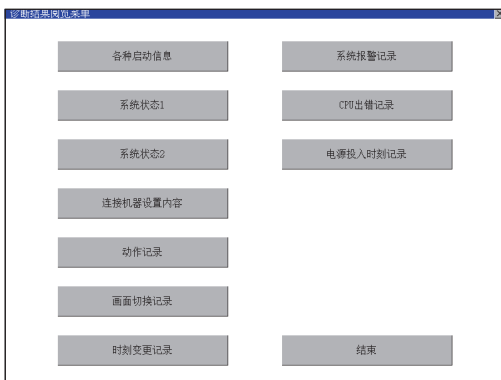 诊断结果阅览菜单
各种启动信息
系统报警记录
系统状态1
CPU出错记录
系统状态2
电源投入时刻记录
连接机器设置内容
动作记录
画面切换记录
时刻变更记录
结束